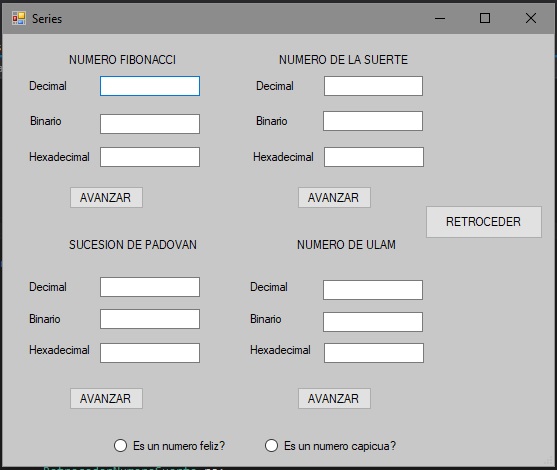 Series
NUMERO FIBONACCI
Decimal
Binario
Hexadecimal
AVANZAR
NUMERO DE LA SUERTE
Decimal
Binario
Hexadecimal
AVANZAR
RETROCEDER
SUCESION DE PADOVAN
Decimal
Binario
Hexadecimal
AVANZAR
NUMERO DE ULAM
Decimal
Binario
Hexadecimal
AVANZAR
Es un numero feliz?
Es un numero capicua?